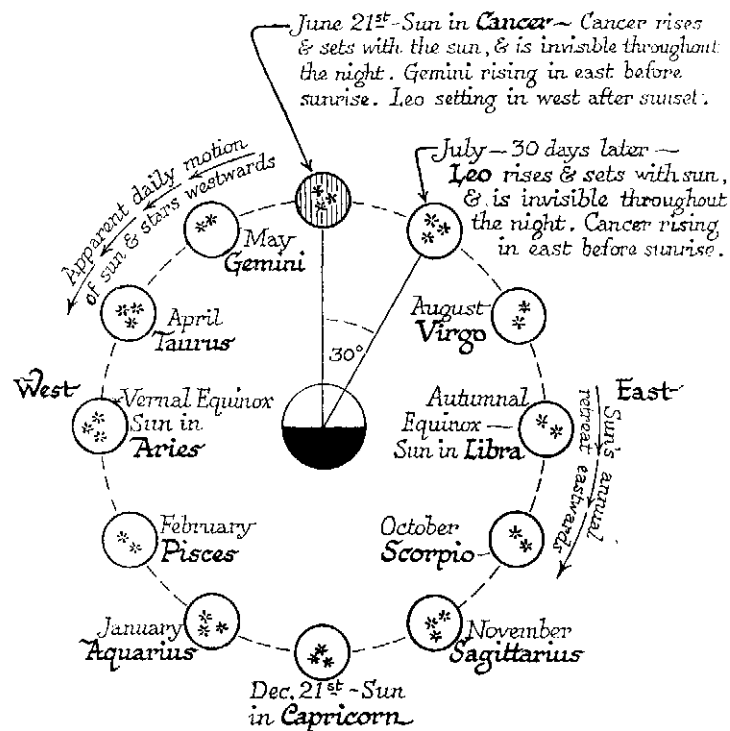 June 21st - Sun in Cancer ~ Cancer rises
& sets with the sun, & is invisible throughout
the night. Gemini rising in east before
sunrise. Leo setting in west after sunset.
July — 30 days later —
Leo rises & sets with sun,
& is invisible throughout
the night. Cancer rising
in east before sunrise.
Apparent daily motion
of sun & stars westwards
May
Gemini
August
Virgo
April
Taurus
30°
West
East
Vernal Equinox
Sun in
Aries
Autumnal
Equinox
Sun in Libra
Sun's annual
retreat eastwards
February
Pisces
October
Scorpio
January
Aquarius
November
Sagittarius
Dec. 21st - Sun
in Capricorn